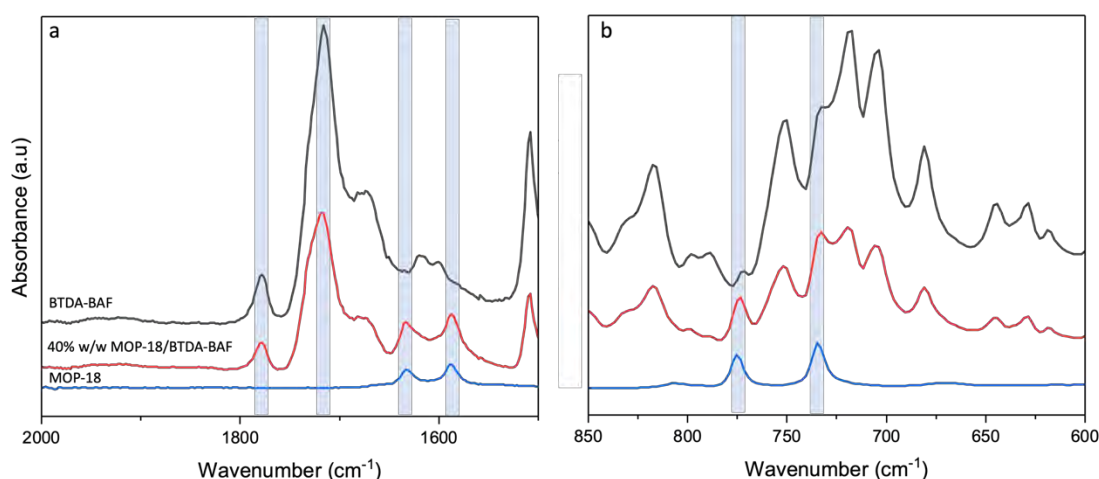 a
b
Absorbance (a.u)
BTDA-BAF
40% w/w MOP-18/BTDA-BAF
MOP-18
2000 1800 1600
850 800 750 700 650 600
Wavenumber (cm⁻¹)
Wavenumber (cm⁻¹)